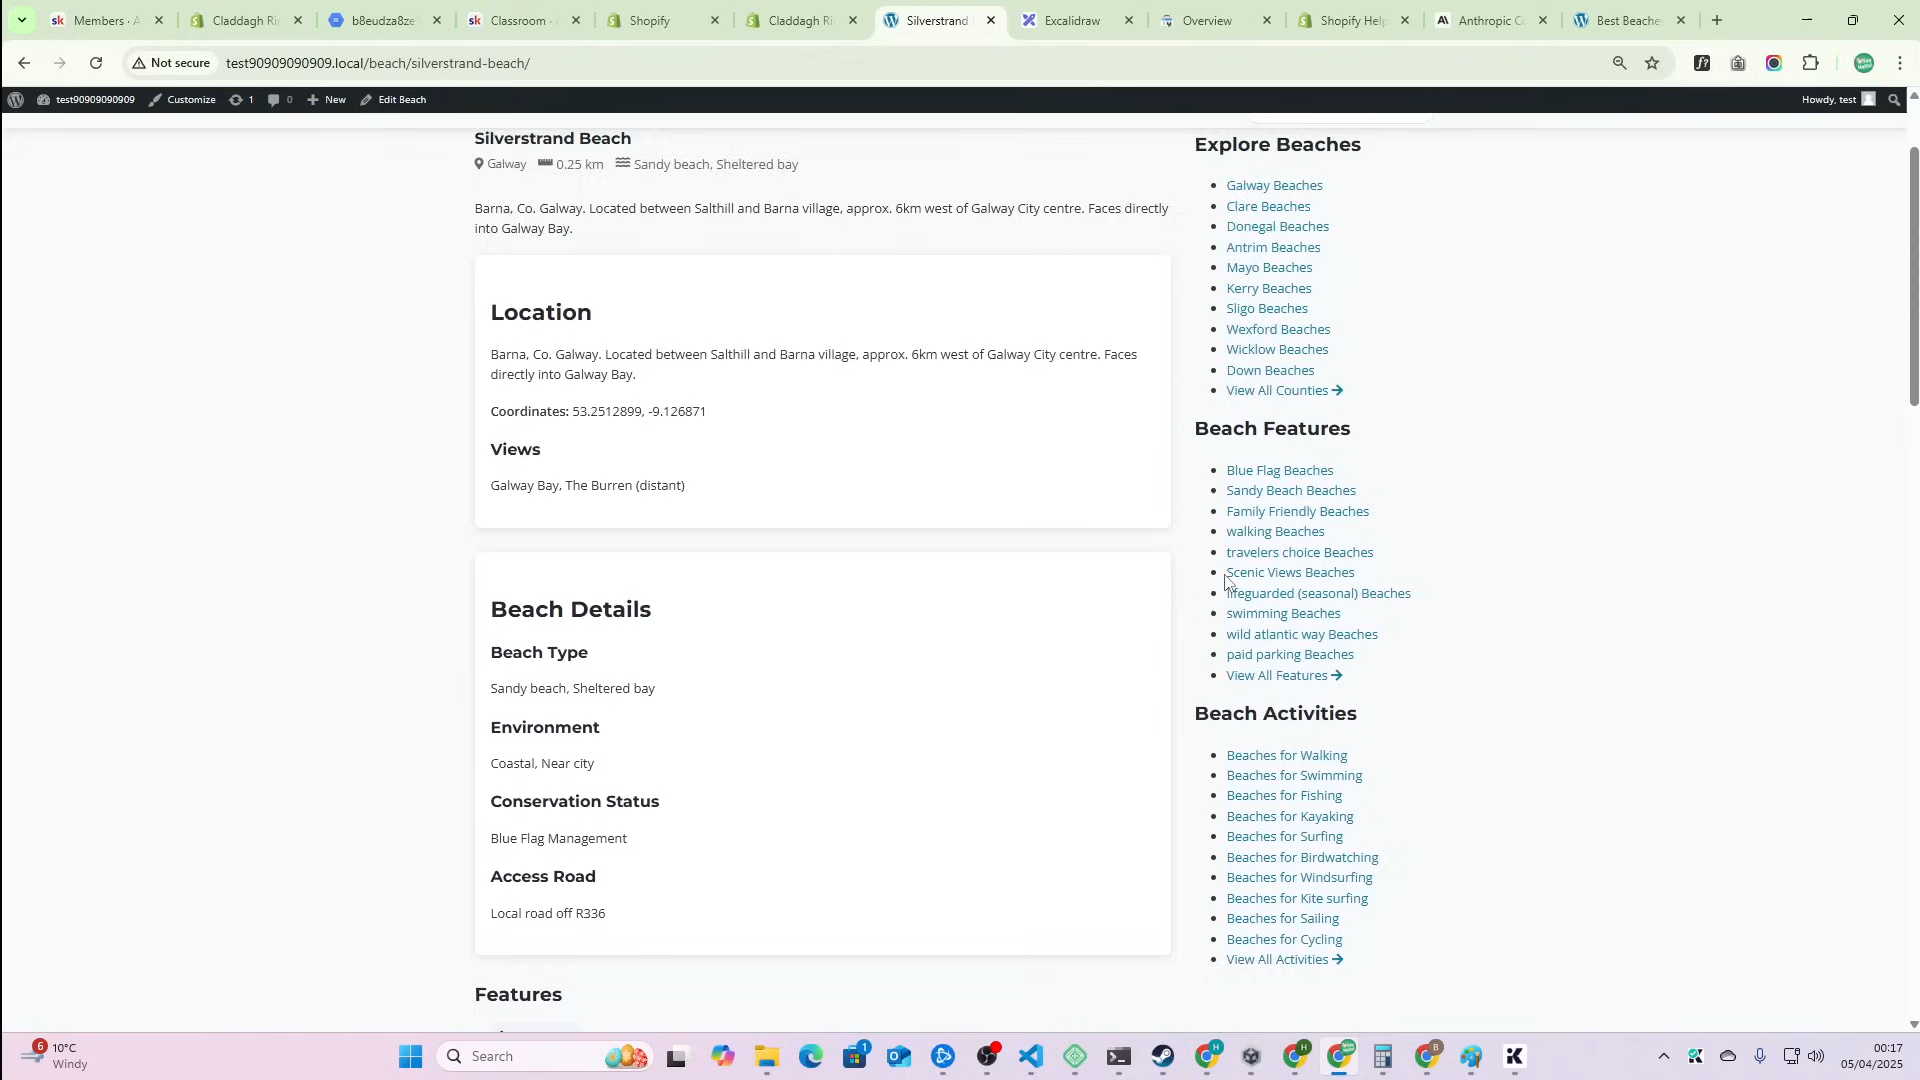 Members · A
Claddagh Ri
b8eudza8ze
Classroom ·
Shopify
Claddagh Ri
Silverstrand
Excalidraw
Overview
Shopify Help
Anthropic Co
Best Beache
Not secure
test90909090909.local/beach/silverstrand-beach/
test90909090909
Customize
1
0
New
Edit Beach
Howdy, test
Silverstrand Beach
Galway
0.25 km
Sandy beach, Sheltered bay
Barna, Co. Galway. Located between Salthill and Barna village, approx. 6km west of Galway City centre. Faces directly
into Galway Bay.
Location
Barna, Co. Galway. Located between Salthill and Barna village, approx. 6km west of Galway City centre. Faces
directly into Galway Bay.
Coordinates: 53.2512899, -9.126871
Views
Galway Bay, The Burren (distant)
Beach Details
Beach Type
Sandy beach, Sheltered bay
Environment
Coastal, Near city
Conservation Status
Blue Flag Management
Access Road
Local road off R336
Features
Explore Beaches
Galway Beaches
Clare Beaches
Donegal Beaches
Antrim Beaches
Mayo Beaches
Kerry Beaches
Sligo Beaches
Wexford Beaches
Wicklow Beaches
Down Beaches
View All Counties
Beach Features
Blue Flag Beaches
Sandy Beach Beaches
Family Friendly Beaches
walking Beaches
travelers choice Beaches
Scenic Views Beaches
lifeguarded (seasonal) Beaches
swimming Beaches
wild atlantic way Beaches
paid parking Beaches
View All Features
Beach Activities
Beaches for Walking
Beaches for Swimming
Beaches for Fishing
Beaches for Kayaking
Beaches for Surfing
Beaches for Birdwatching
Beaches for Windsurfing
Beaches for Kite surfing
Beaches for Sailing
Beaches for Cycling
View All Activities
6
10°C
Windy
Search
00:17
05/04/2025